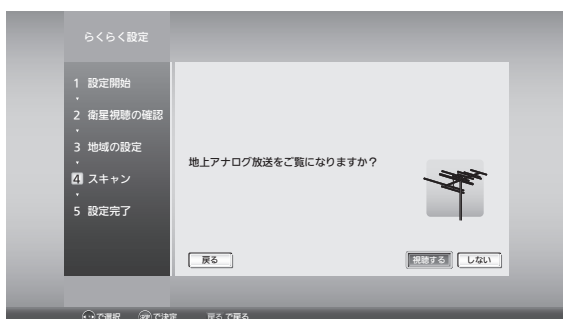 らくらく設定
1 設定開始
2 衛星視聴の確認
3 地域の設定
4 スキャン
5 設定完了
地上アナログ放送をご覧になりますか？
戻る
視聴する しない
で選択 で決定 戻る で戻る